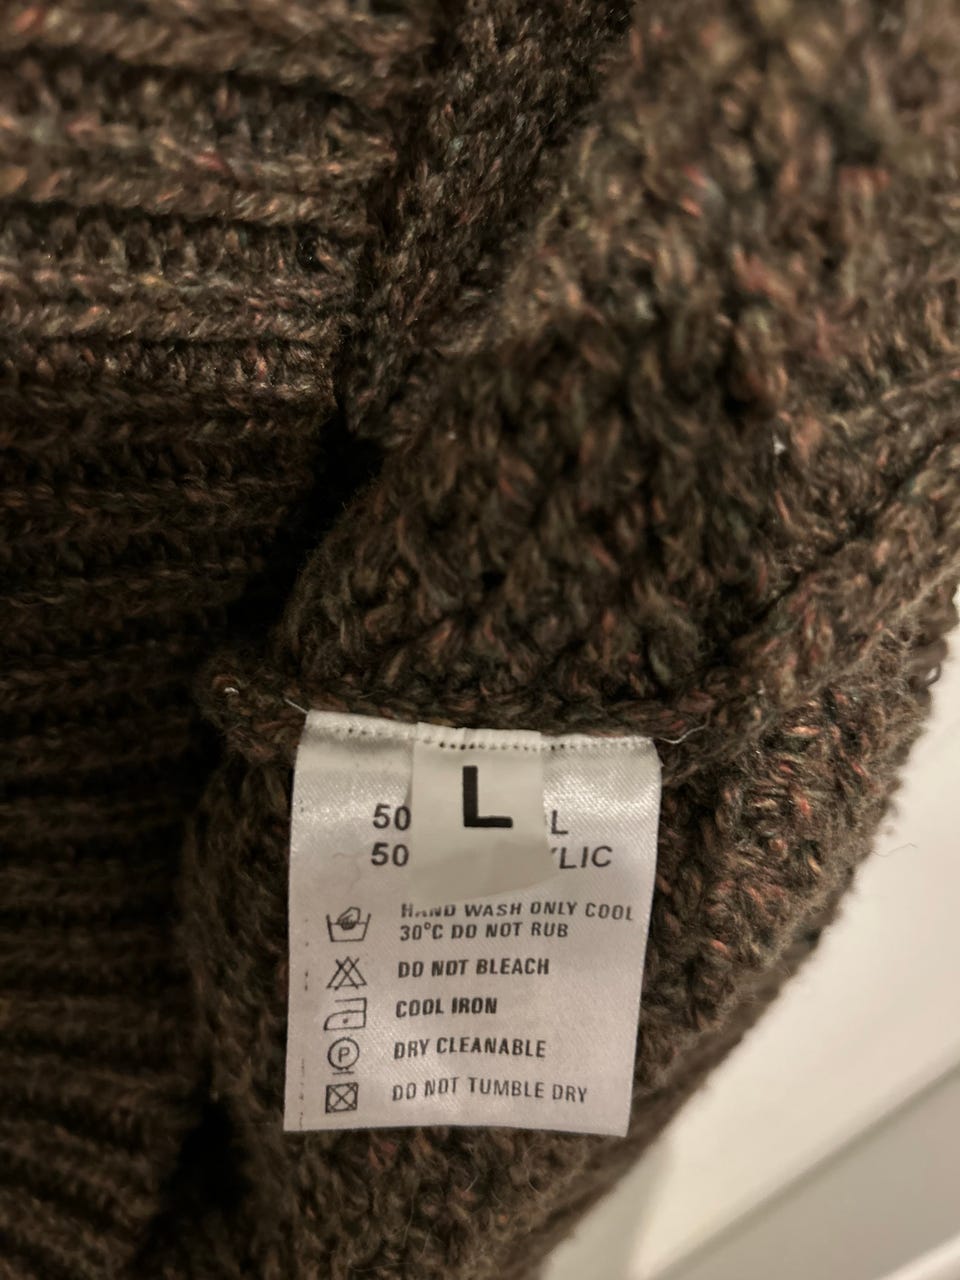 L
50 L
50 YLIC
HAND WASH ONLY COOL
30°C DO NOT RUB
DO NOT BLEACH
COOL IRON
P
DRY CLEANABLE
DO NOT TUMBLE DRY